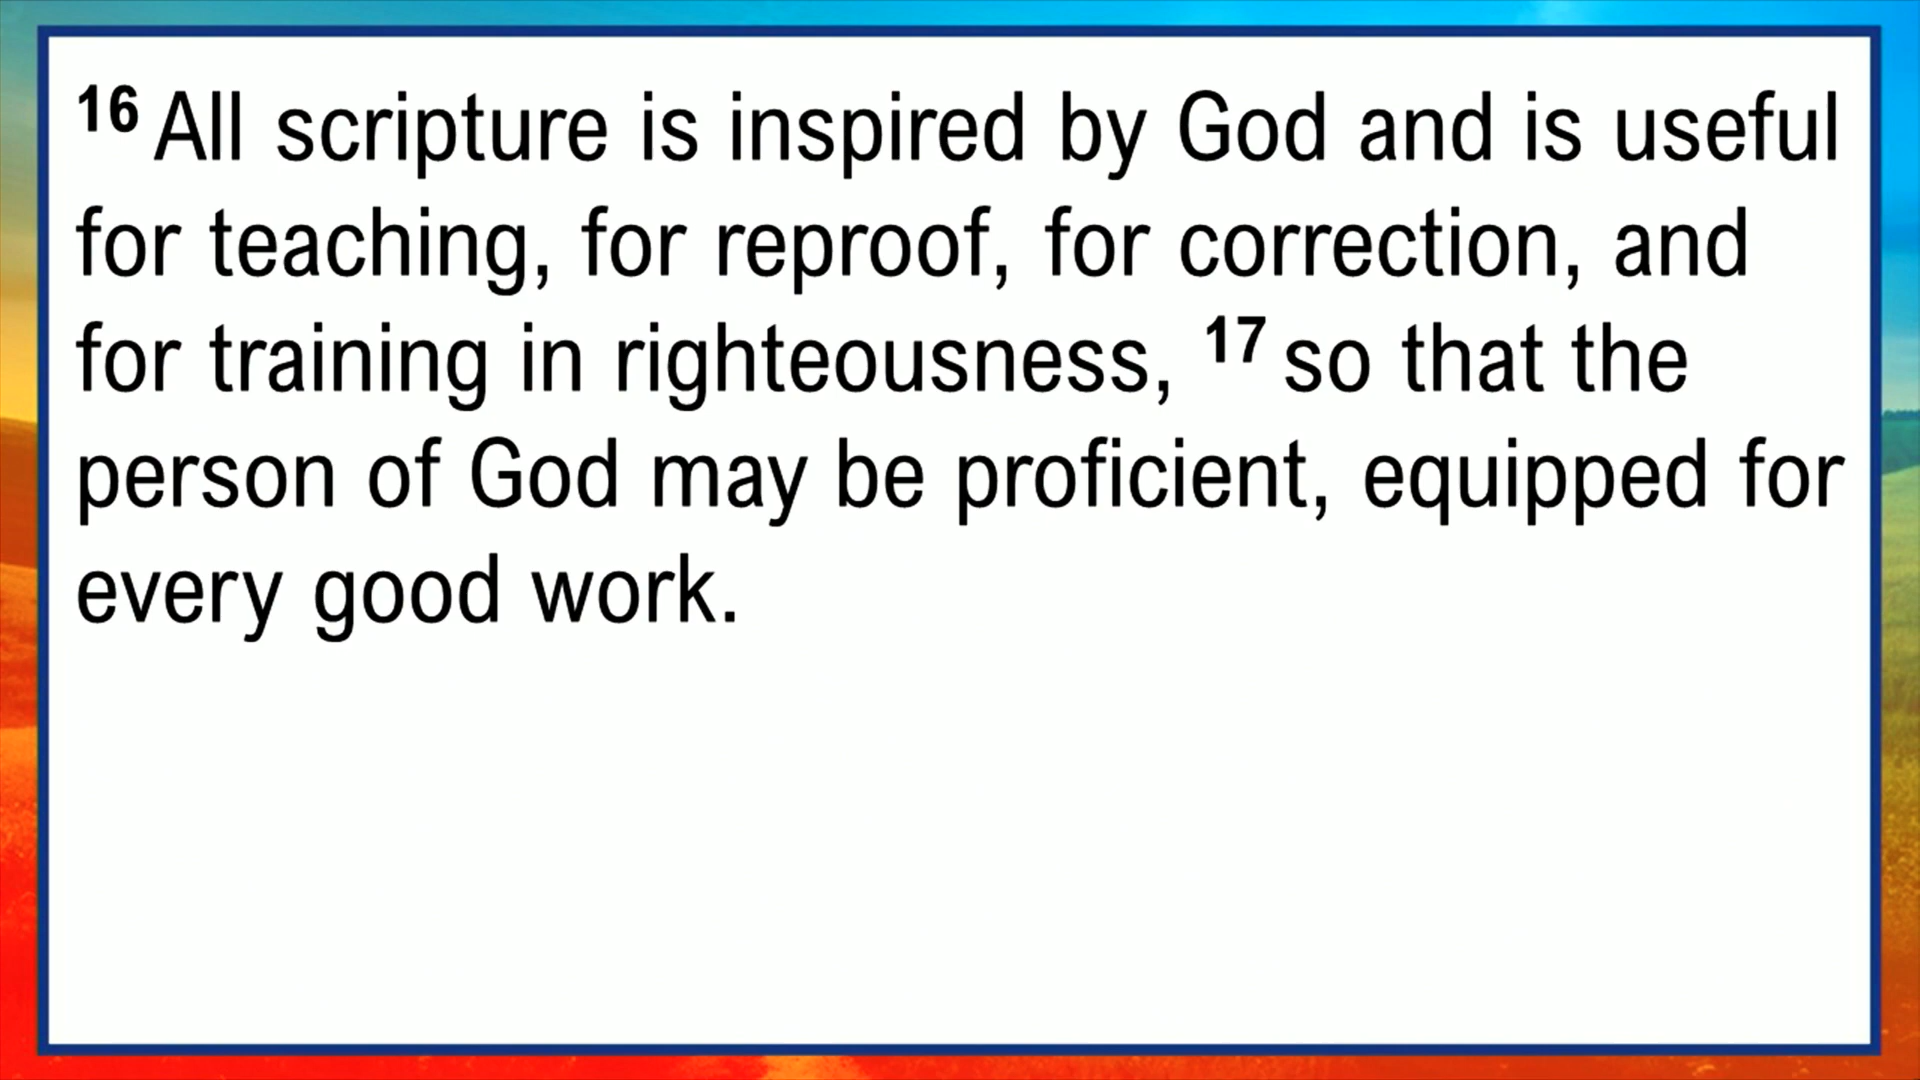 16 All scripture is inspired by God and is useful
for teaching, for reproof, for correction, and
for training in righteousness, 17 so that the
person of God may be proficient, equipped for
every good work.